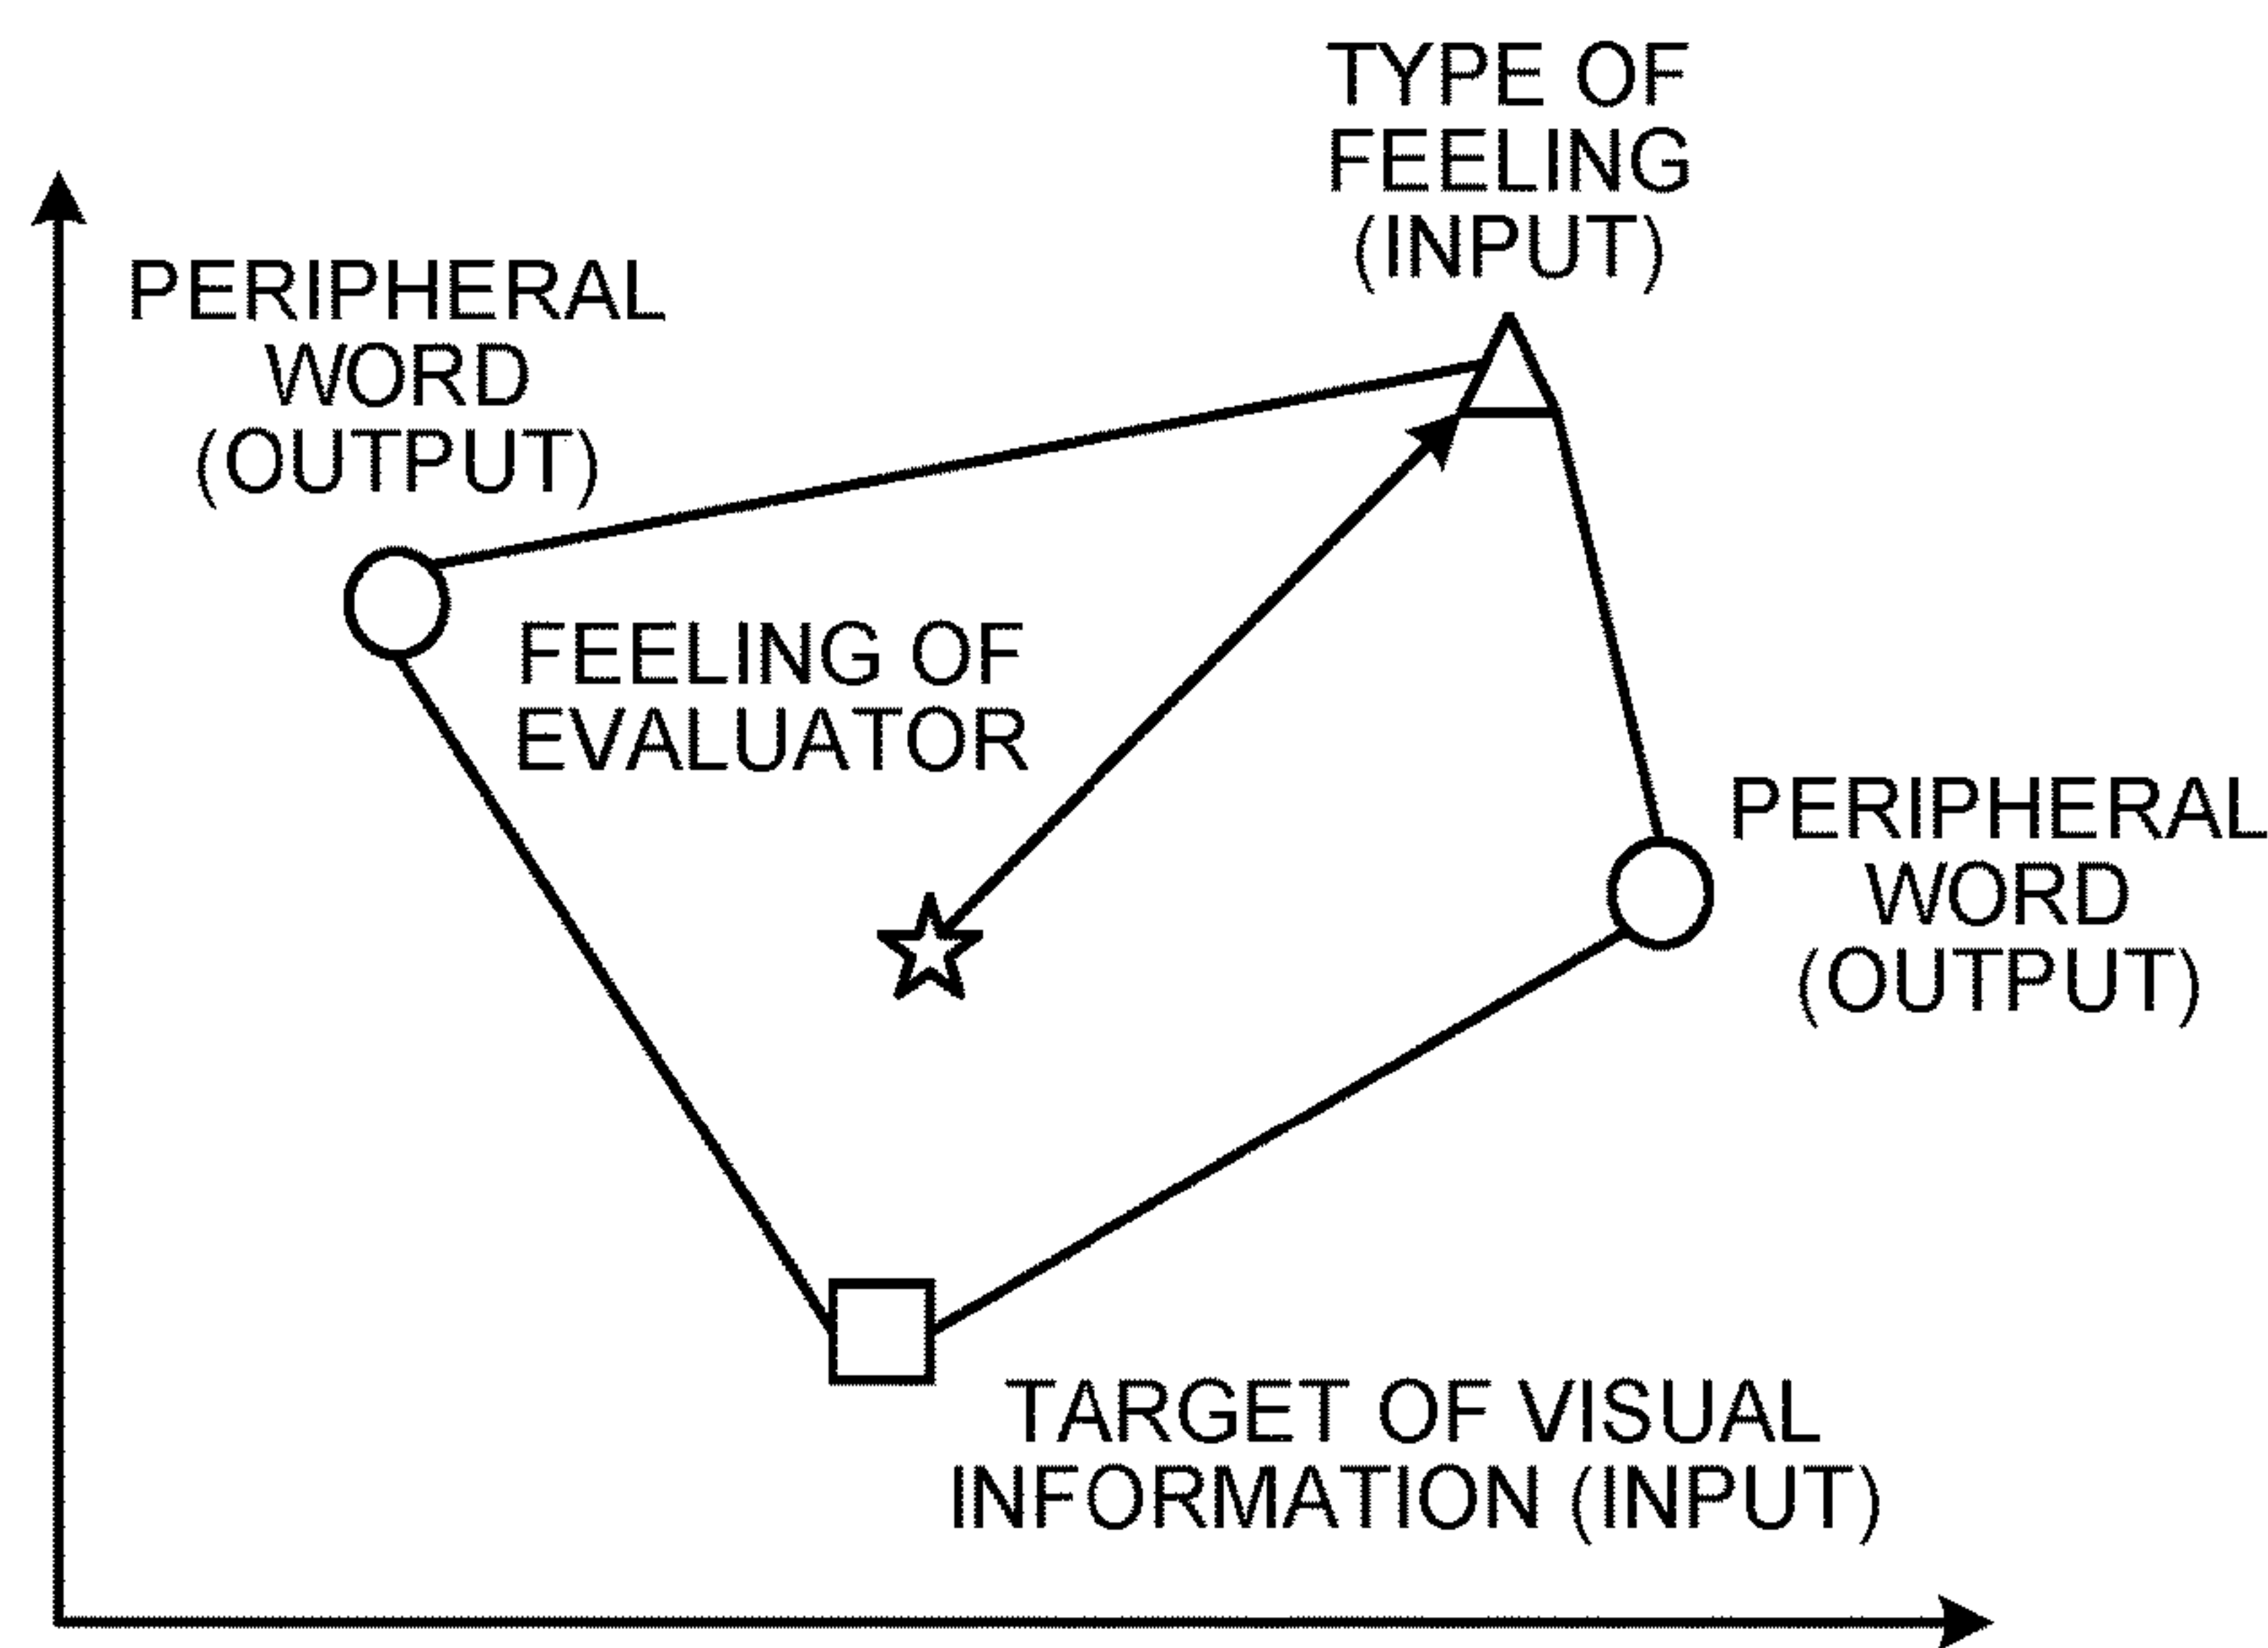 TYPE OF
FEELING
(INPUT)
PERIPHERAL
WORD
(OUTPUT)
FEELING OF
EVALUATOR
PERIPHERAL
WORD
(OUTPUT)
TARGET OF VISUAL
INFORMATION (INPUT)